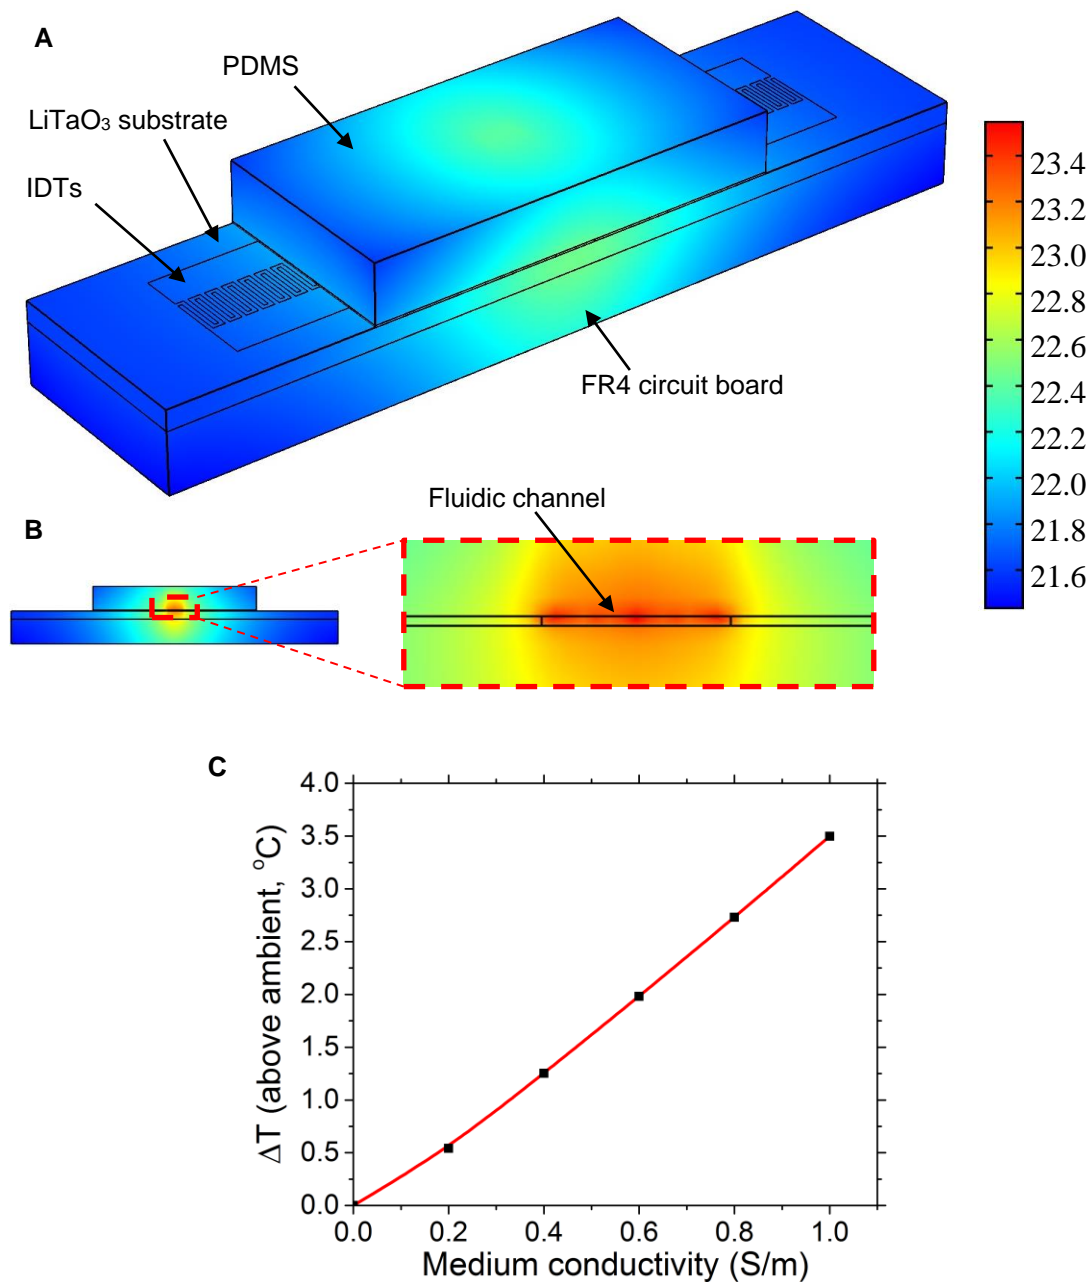 A
PDMS
LiTaO₃ substrate
IDTs
FR4 circuit board
23.4
23.2
23.0
22.8
22.6
22.4
22.2
22.0
21.8
21.6
B
Fluidic channel
C
4.0
3.5
3.0
2.5
2.0
1.5
1.0
0.5
0.0
ΔT (above ambient, °C)
0.0 0.2 0.4 0.6 0.8 1.0
Medium conductivity (S/m)